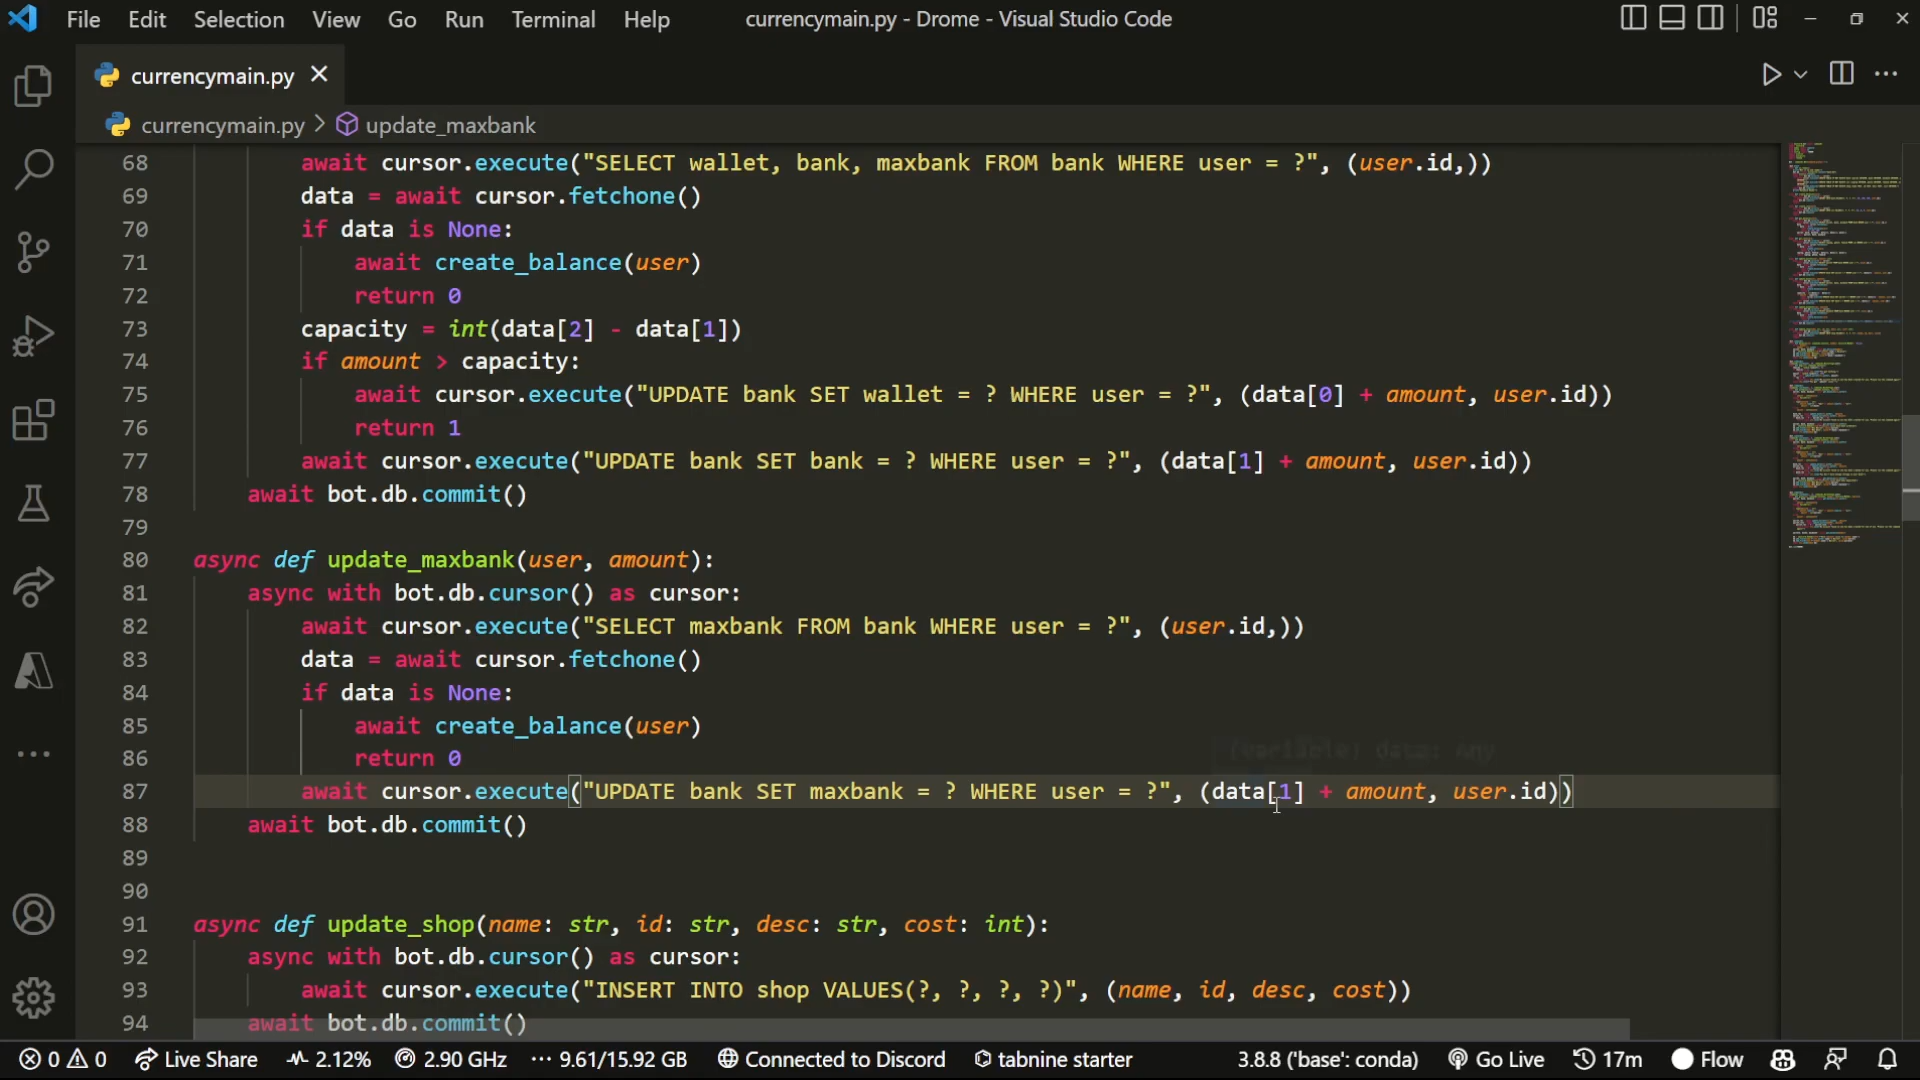 File Edit Selection View Go Run Terminal Help currencymain.py - Drome - Visual Studio Code
currencymain.py
currencymain.py > update_maxbank
68 await cursor.execute("SELECT wallet, bank, maxbank FROM bank WHERE user = ?", (user.id,))
69 data = await cursor.fetchone()
70 if data is None:
71 await create_balance(user)
72 return 0
73 capacity = int(data[2] - data[1])
74 if amount > capacity:
75 await cursor.execute("UPDATE bank SET wallet = ? WHERE user = ?", (data[0] + amount, user.id))
76 return 1
77 await cursor.execute("UPDATE bank SET bank = ? WHERE user = ?", (data[1] + amount, user.id))
78 await bot.db.commit()
79
80 async def update_maxbank(user, amount):
81 async with bot.db.cursor() as cursor:
82 await cursor.execute("SELECT maxbank FROM bank WHERE user = ?", (user.id,))
83 data = await cursor.fetchone()
84 if data is None:
85 await create_balance(user)
86 return 0
(variable) data: Any
87 await cursor.execute("UPDATE bank SET maxbank = ? WHERE user = ?", (data[1] + amount, user.id))
88 await bot.db.commit()
89
90
91 async def update_shop(name: str, id: str, desc: str, cost: int):
92 async with bot.db.cursor() as cursor:
93 await cursor.execute("INSERT INTO shop VALUES(?, ?, ?, ?)", (name, id, desc, cost))
94 await bot.db.commit()
0 0 Live Share 2.12% 2.90 GHz 9.61/15.92 GB Connected to Discord tabnine starter 3.8.8 ('base': conda) Go Live 17m Flow